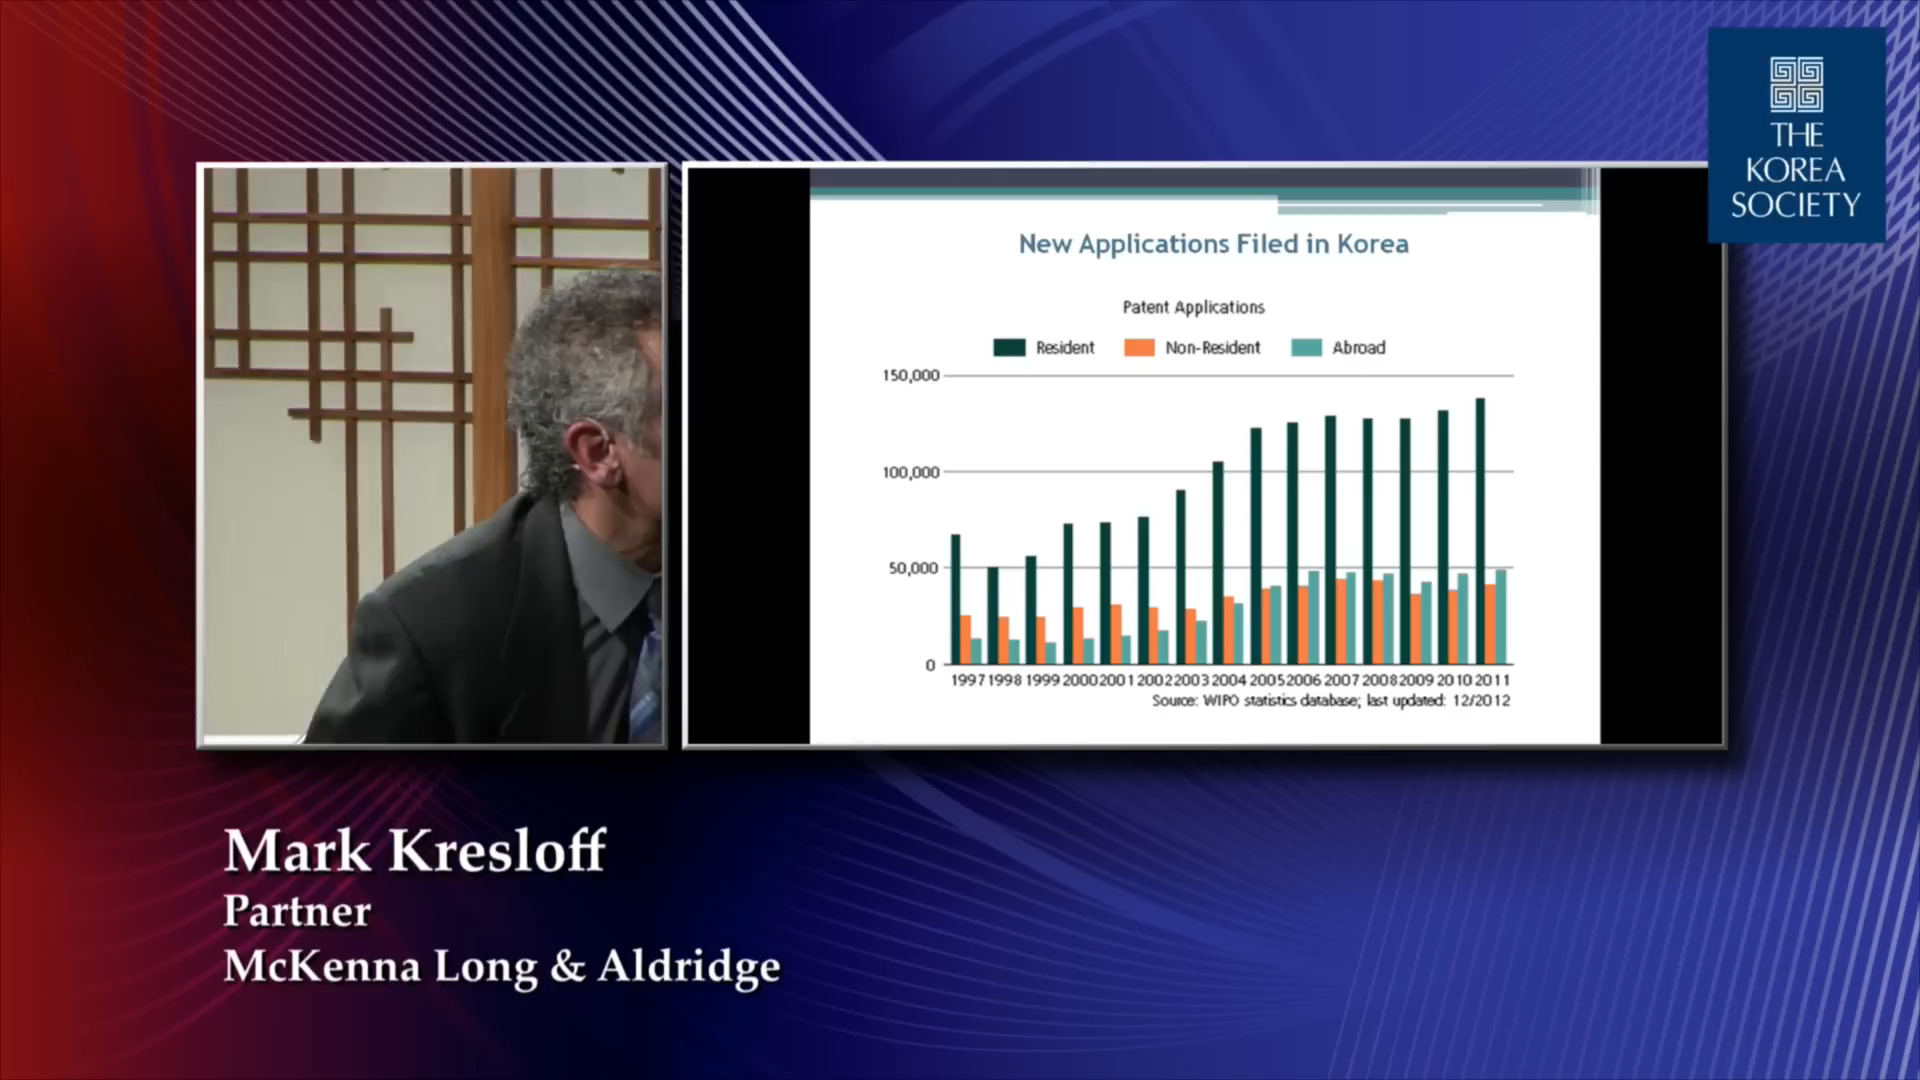 THE
KOREA
SOCIETY
New Applications Filed in Korea
Patent Applications
Resident Non-Resident Abroad
150,000
100,000
50,000
0
1997 1998 1999 2000 2001 2002 2003 2004 2005 2006 2007 2008 2009 2010 2011
Source: WIPO statistics database; last updated: 12/2012
Mark Kresloff
Partner
McKenna Long & Aldridge